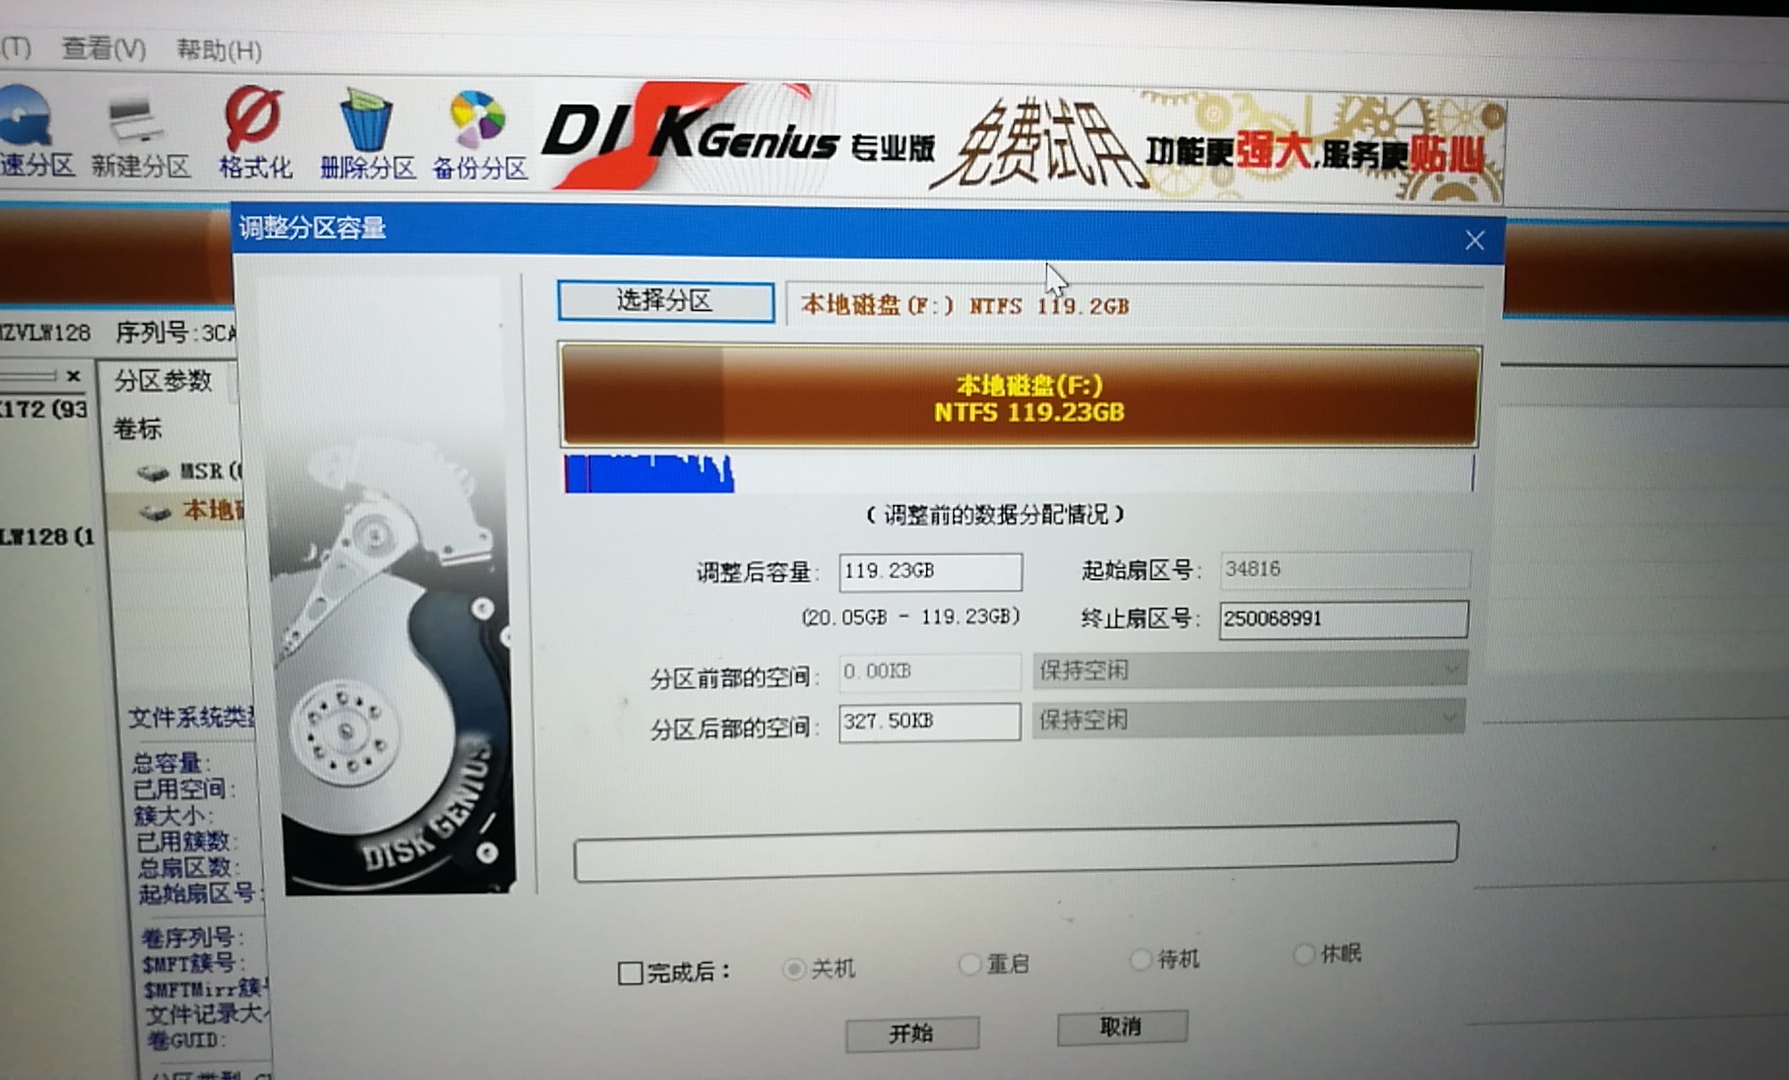 (T) 查看(V) 帮助(H)
速分区 新建分区 格式化 删除分区 备份分区
DISKGenius 专业版 免费试用 功能更强大,服务更贴心
调整分区容量
选择分区 本地磁盘(F:) NTFS 119.2GB
MZVLW128 序列号:3CA
172(93
LW128(1
分区参数
卷标
MSR(
本地
本地磁盘(F:)
NTFS 119.23GB
(调整前的数据分配情况)
调整后容量: 119.23GB 起始扇区号: 34816
(20.05GB - 119.23GB) 终止扇区号: 250068991
分区前部的空间: 0.00KB 保持空闲
分区后部的空间: 327.50KB 保持空闲
文件系统类
总容量:
已用空间:
簇大小:
已用簇数:
总扇区数:
起始扇区号:
卷序列号:
$MFT簇号:
$MFTMirr簇
文件记录大
卷GUID:
DISK GENIUS
完成后: 关机 重启 待机 休眠
开始 取消